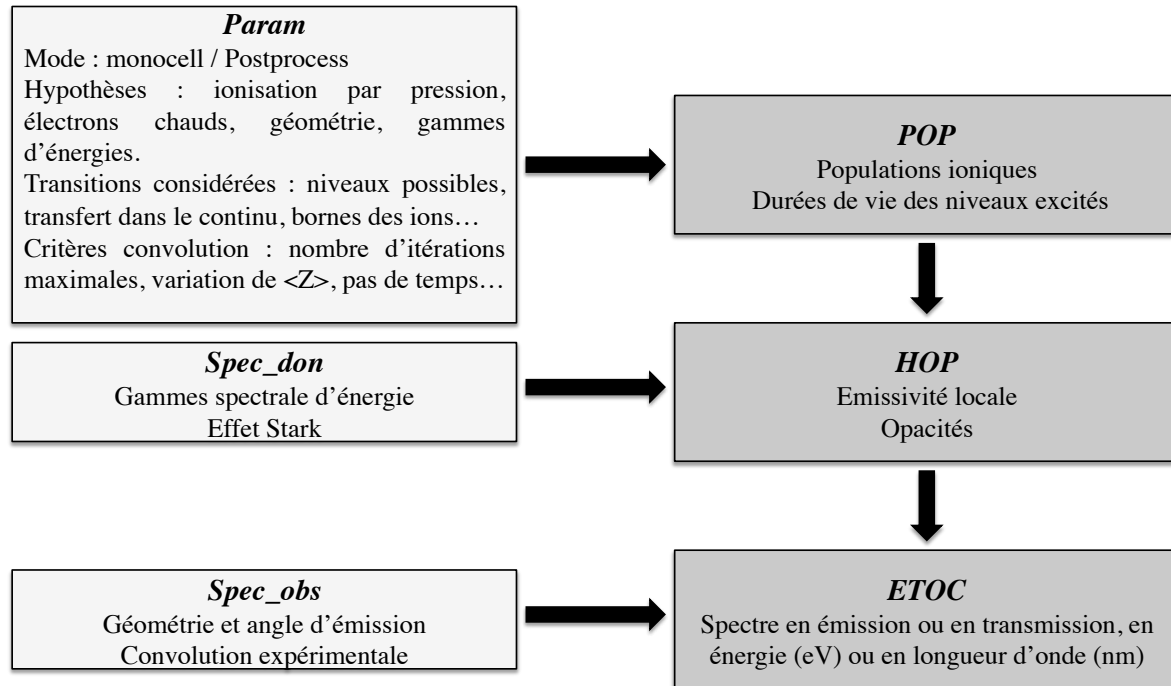 Param
Mode : monocell / Postprocess
Hypothèses : ionisation par pression,
électrons chauds, géométrie, gammes
d'énergies.
Transitions considérées : niveaux possibles,
transfert dans le continu, bornes des ions…
Critères convolution : nombre d'itérations
maximales, variation de <Z>, pas de temps…
POP
Populations ioniques
Durées de vie des niveaux excités
Spec_don
Gammes spectrale d'énergie
Effet Stark
HOP
Emissivité locale
Opacités
Spec_obs
Géométrie et angle d'émission
Convolution expérimentale
ETOC
Spectre en émission ou en transmission, en
énergie (eV) ou en longueur d'onde (nm)